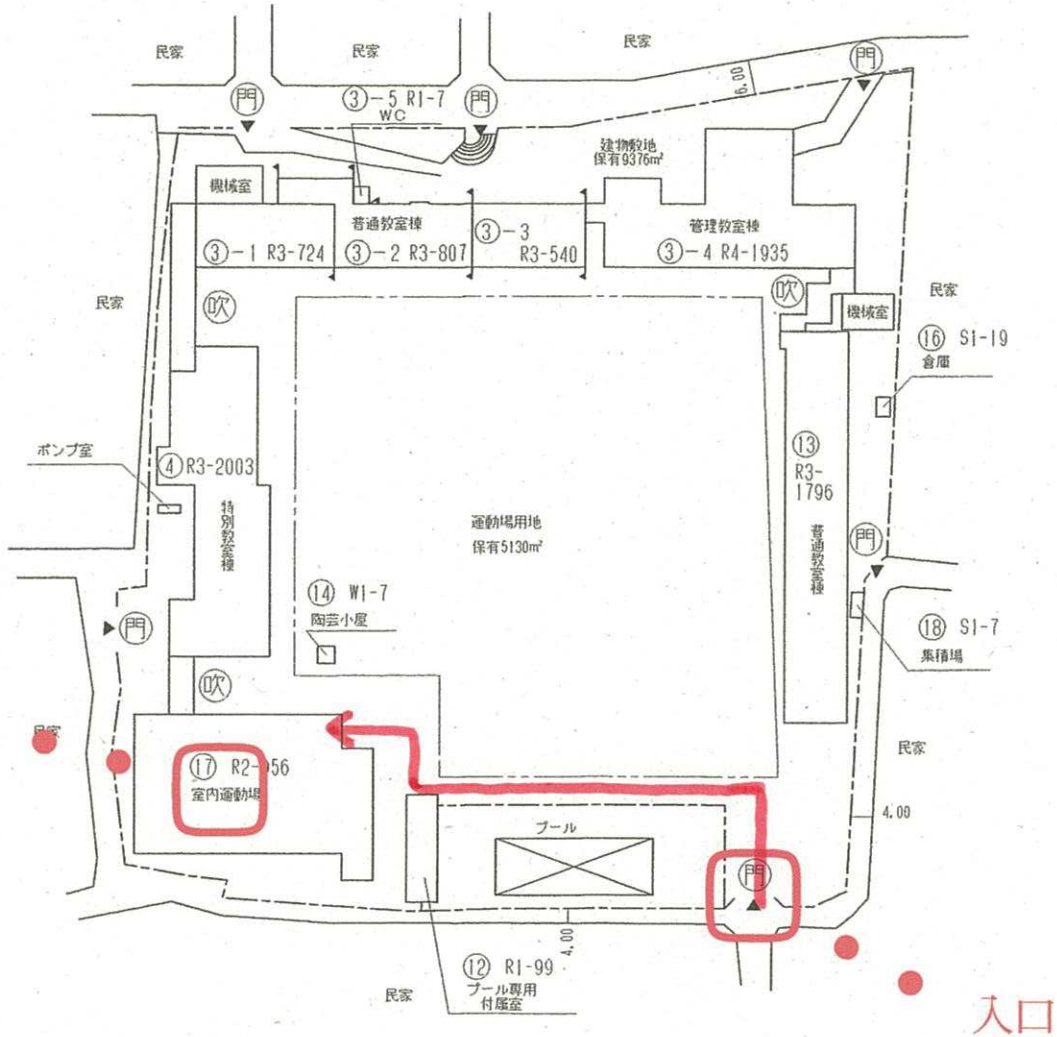 民家
民家
民家
門
③-5 R1-7
WC
門
6.00
門
建物敷地
保有9376m²
機械室
普通教室棟
③-1 R3-724
③-2 R3-807
③-3
R3-540
管理教室棟
③-4 R4-1935
民家
吹
吹
機械室
民家
⑯ S1-19
倉庫
ポンプ室
④ R3-2003
特別教室棟
運動場用地
保有5130m²
⑬
R3-
1796
普通教室棟
門
⑭ W1-7
陶芸小屋
門
⑱ S1-7
集積場
吹
民家
⑰ R2-956
室内運動場
民家
プール
4.00
門
4.00
⑫ R1-99
プール専用
付属室
民家
入口